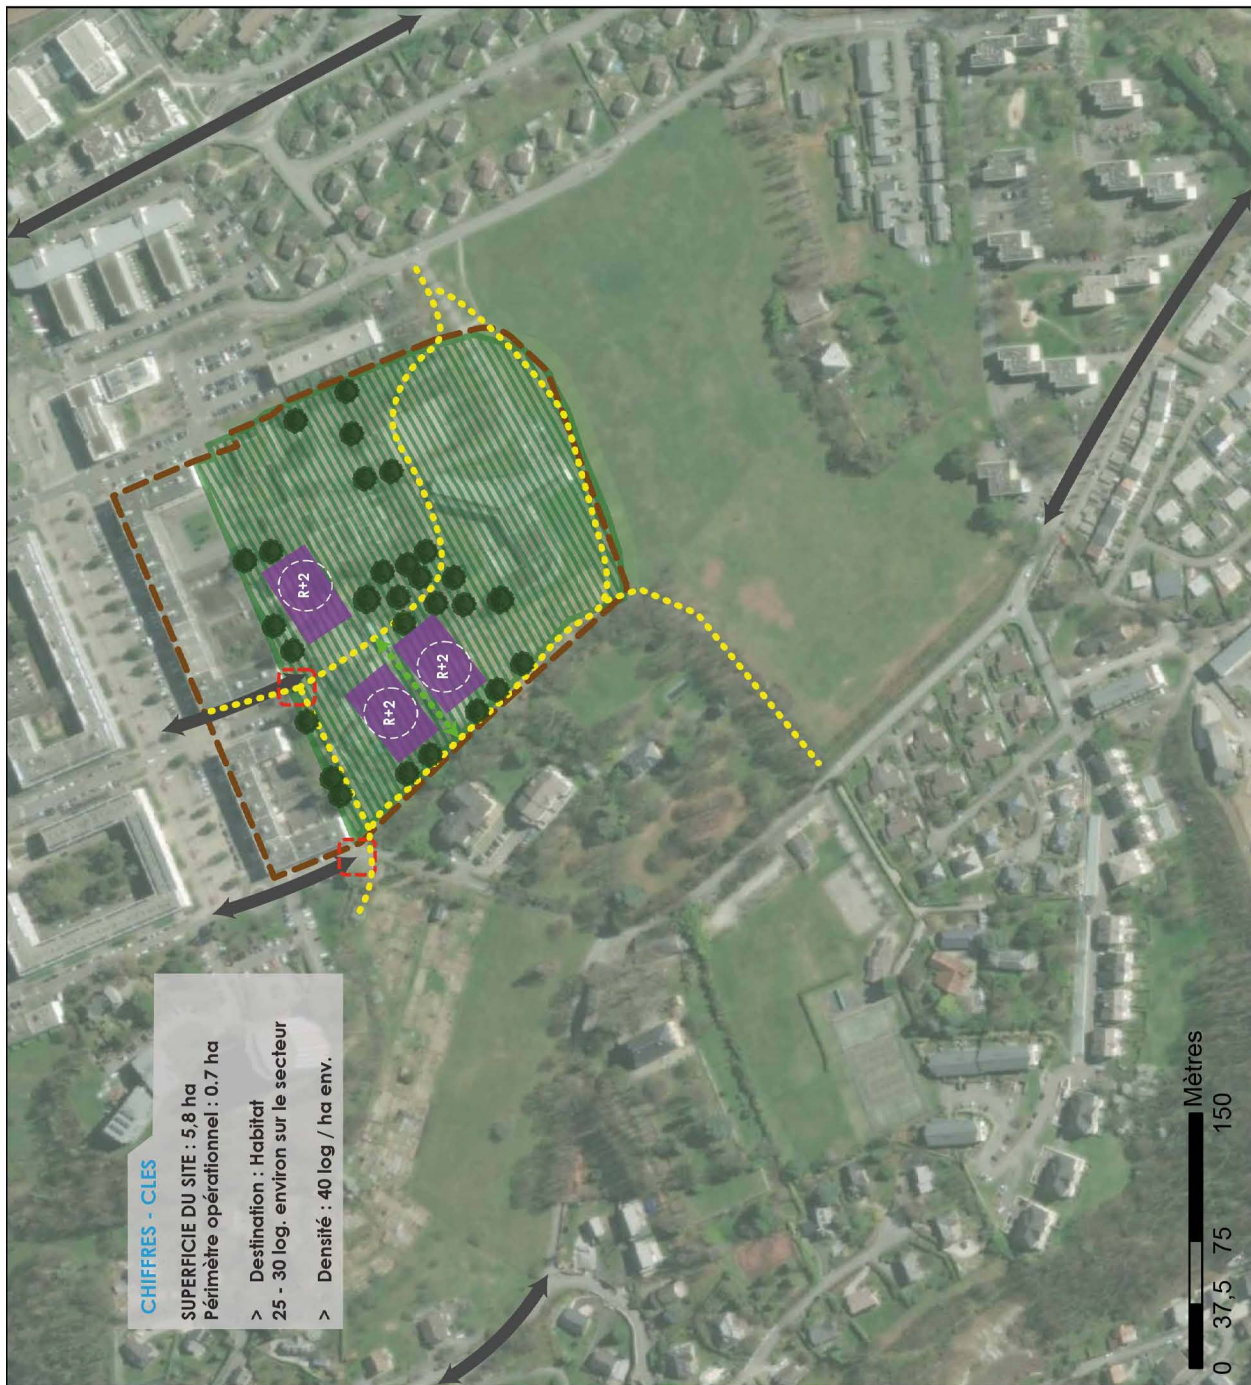 CHIFFRES - CLES
SUPERFICIE DU SITE : 5,8 ha
Périmètre opérationnel : 0.7 ha
> Destination : Habitat
25 - 30 log. environ sur le secteur
> Densité : 40 log / ha env.
R+2
R+2
R+2
0 37,5 75 150
Mètres